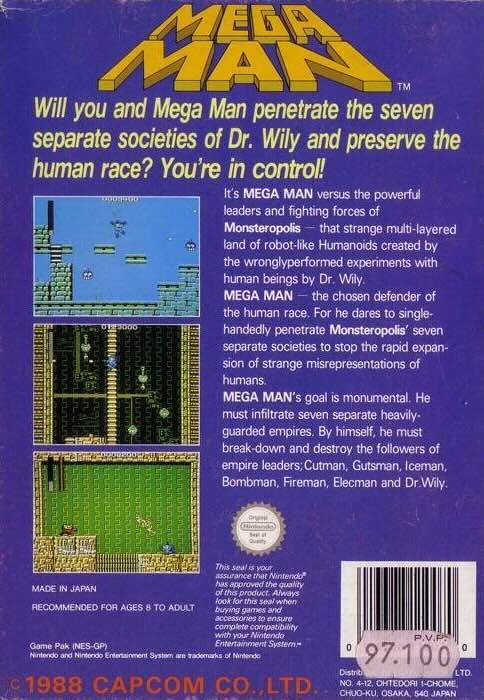 MEGA
MAN
TM
Will you and Mega Man penetrate the seven
separate societies of Dr. Wily and preserve the
human race? You're in control!
It's MEGA MAN versus the powerful
leaders and fighting forces of
Monsteropolis — that strange multi-layered
land of robot-like Humanoids created by
the wronglyperformed experiments with
human beings by Dr. Wily.
MEGA MAN — the chosen defender of
the human race. For he dares to single-
handedly penetrate Monsteropolis' seven
separate societies to stop the rapid expan-
sion of strange misrepresentations of
humans.
MEGA MAN's goal is monumental. He
must infiltrate seven separate heavily-
guarded empires. By himself, he must
break-down and destroy the followers of
empire leaders;Cutman, Gutsman, Iceman,
Bombman, Fireman, Elecman and Dr.Wily.
Original
Nintendo
Seal of
Quality
This seal is your
assurance that Nintendo®
has approved the quality
of this product. Always
look for this seal when
buying games and
accessories to ensure
complete compatibility
with your Nintendo
Entertainment System.
MADE IN JAPAN
RECOMMENDED FOR AGES 8 TO ADULT
Game Pak (NES-GP)
Nintendo and Nintendo Entertainment System are trademarks of Nintendo
©1988 CAPCOM CO.,LTD.
0
P.V.P.
97.100
0
LTD.
NO. 4-12, OHTEDORI 1-CHOME,
CHUO-KU, OSAKA, 540 JAPAN